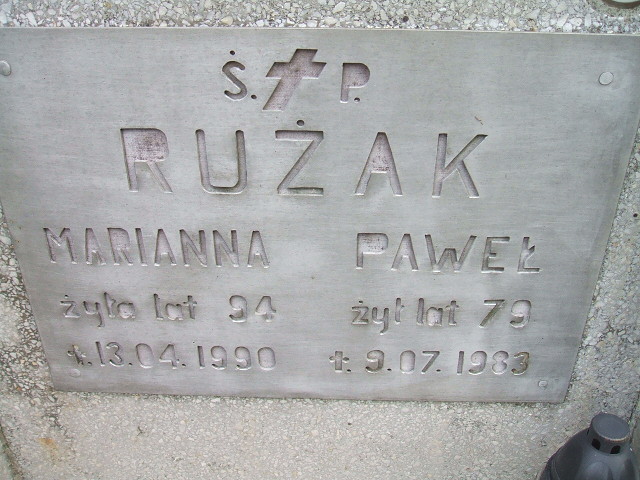 Ś. ✝ P.
RUŻAK
MARIANNA PAWEŁ
żyła lat 94 żył lat 79
✝. 13.04.1990 ✝. 9.07.1983